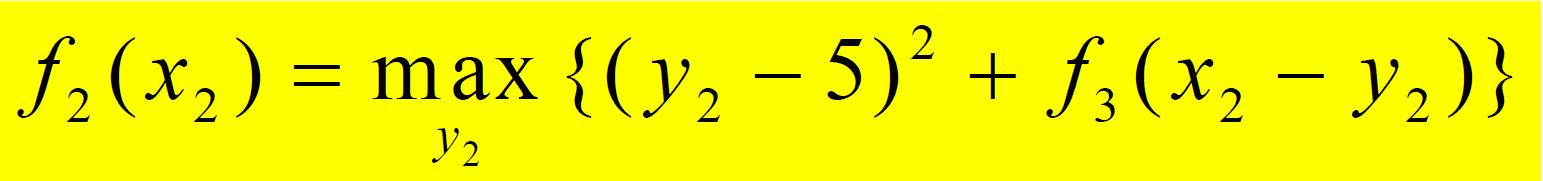 f₂(x₂) = max {(y₂ − 5)² + f₃(x₂ − y₂)}
y₂